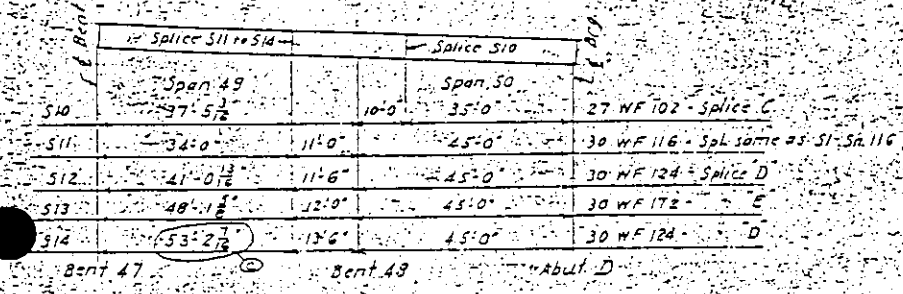 ℄ Bent
Splice S11 to S14
Splice S10
℄ Brg
Span 49
Span 50
S10 37-5 3/16 10-0" 35-0" 27 WF 102 - Splice C
S11 34-0 11-0" 45-0" 30 WF 116 - Spl. same as S1-Sn. 116
S12 41-0 13/16 11-6" 45-0" 30 WF 124 - Splice D
S13 48-1 12-0" 45-0" 30 WF 172 - " E
S14 53-2 7/16 13-6" 45-0" 30 WF 124 - " D
C
Bent 47 Bent 48 Abut. D